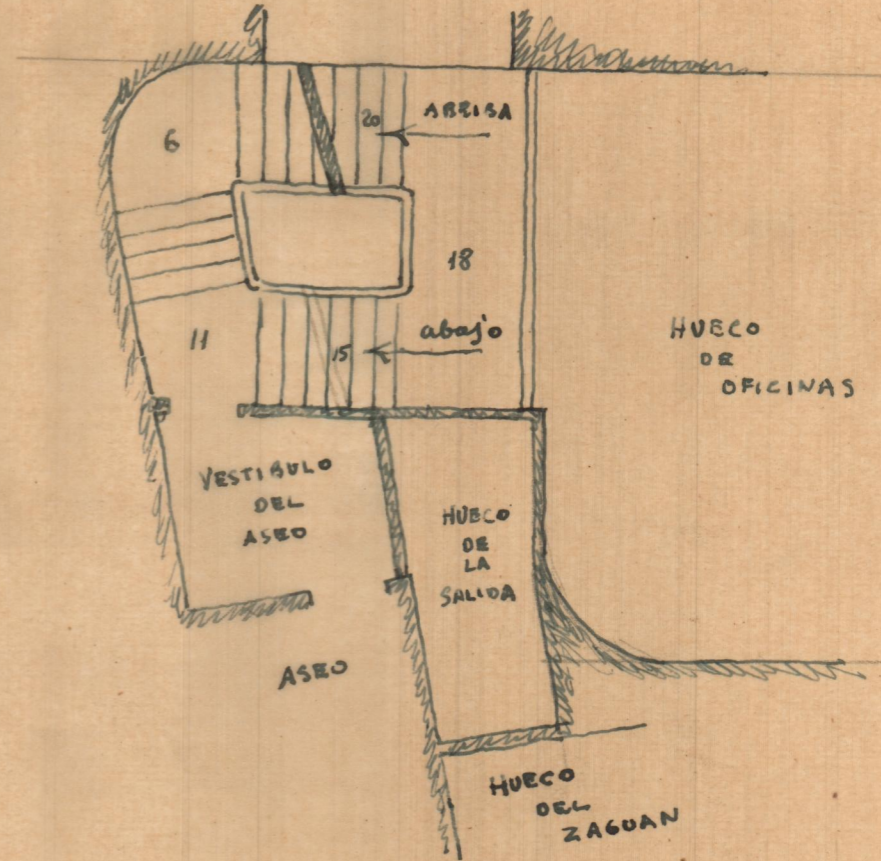 6
20
ARRIBA
18
11
15
abajo
HUECO
DE
OFICINAS
VESTIBULO
DEL
ASEO
HUECO
DE
LA
SALIDA
ASEO
HUECO
DEL
ZAGUAN